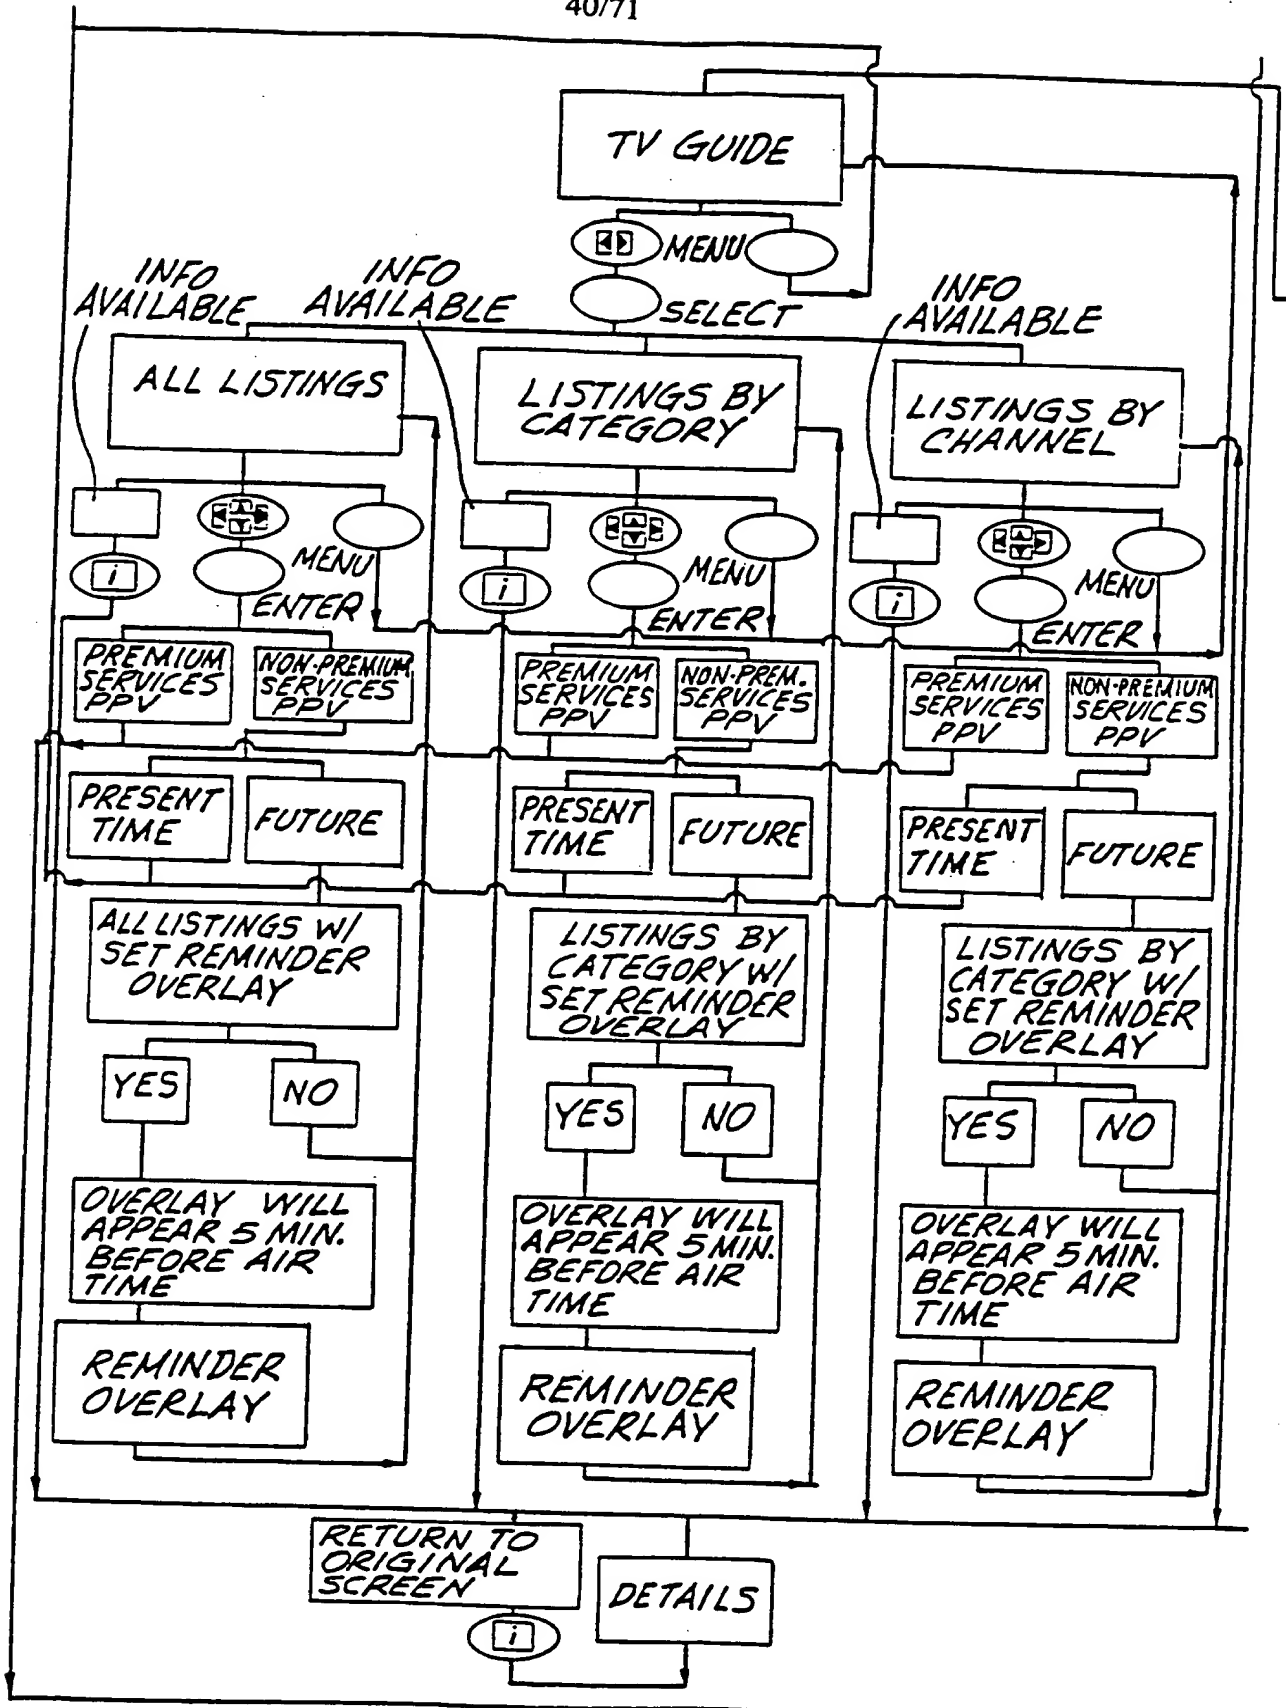 40/71
TV GUIDE
MENU
SELECT
INFO
AVAILABLE
INFO
AVAILABLE
INFO
AVAILABLE
ALL LISTINGS
LISTINGS BY
CATEGORY
LISTINGS BY
CHANNEL
i
MENU
ENTER
i
MENU
ENTER
i
MENU
ENTER
PREMIUM
SERVICES
PPV
NON-PREMIUM
SERVICES
PPV
PREMIUM
SERVICES
PPV
NON-PREM.
SERVICES
PPV
PREMIUM
SERVICES
PPV
NON-PREMIUM
SERVICES
PPV
PRESENT
TIME
FUTURE
PRESENT
TIME
FUTURE
PRESENT
TIME
FUTURE
ALL LISTINGS W/
SET REMINDER
OVERLAY
LISTINGS BY
CATEGORY W/
SET REMINDER
OVERLAY
LISTINGS BY
CATEGORY W/
SET REMINDER
OVERLAY
YES
NO
YES
NO
YES
NO
OVERLAY WILL
APPEAR 5 MIN.
BEFORE AIR
TIME
OVERLAY WILL
APPEAR 5 MIN.
BEFORE AIR
TIME
OVERLAY WILL
APPEAR 5 MIN.
BEFORE AIR
TIME
REMINDER
OVERLAY
REMINDER
OVERLAY
REMINDER
OVERLAY
RETURN TO
ORIGINAL
SCREEN
i
DETAILS